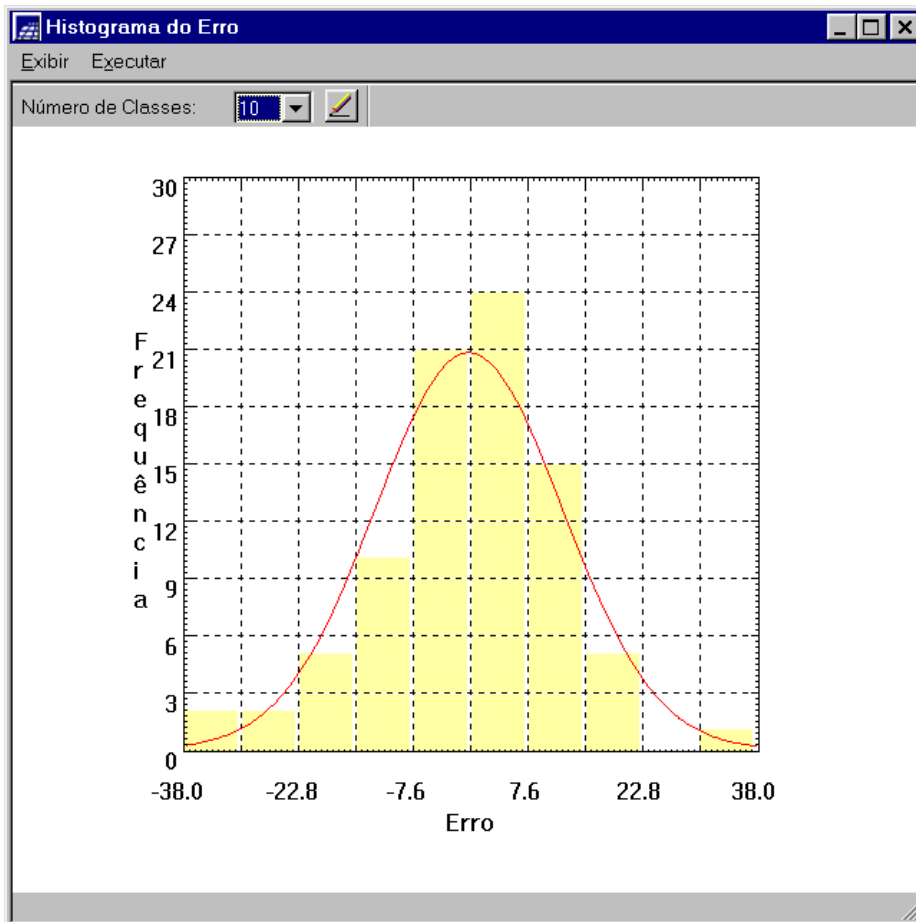 Histograma do Erro
Exibir Executar
Número de Classes: 10
30
27
24
21
18
15
12
9
6
3
0
Frequência
-38.0 -22.8 -7.6 7.6 22.8 38.0
Erro